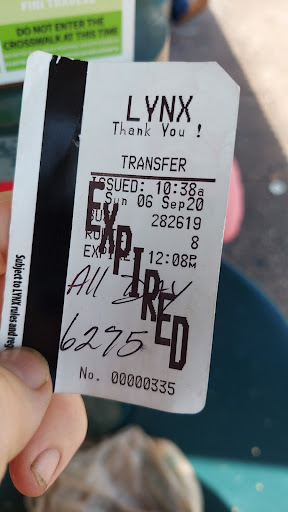 DO NOT ENTER THE
CROSSWALK AT THIS TIME
LYNX
Thank You !
TRANSFER
ISSUED: 10:38a
Sun 06 Sep20
282619
8
12:08P
EXPIRED
All day
6275
No. 00000335
Subject to LYNX rules and